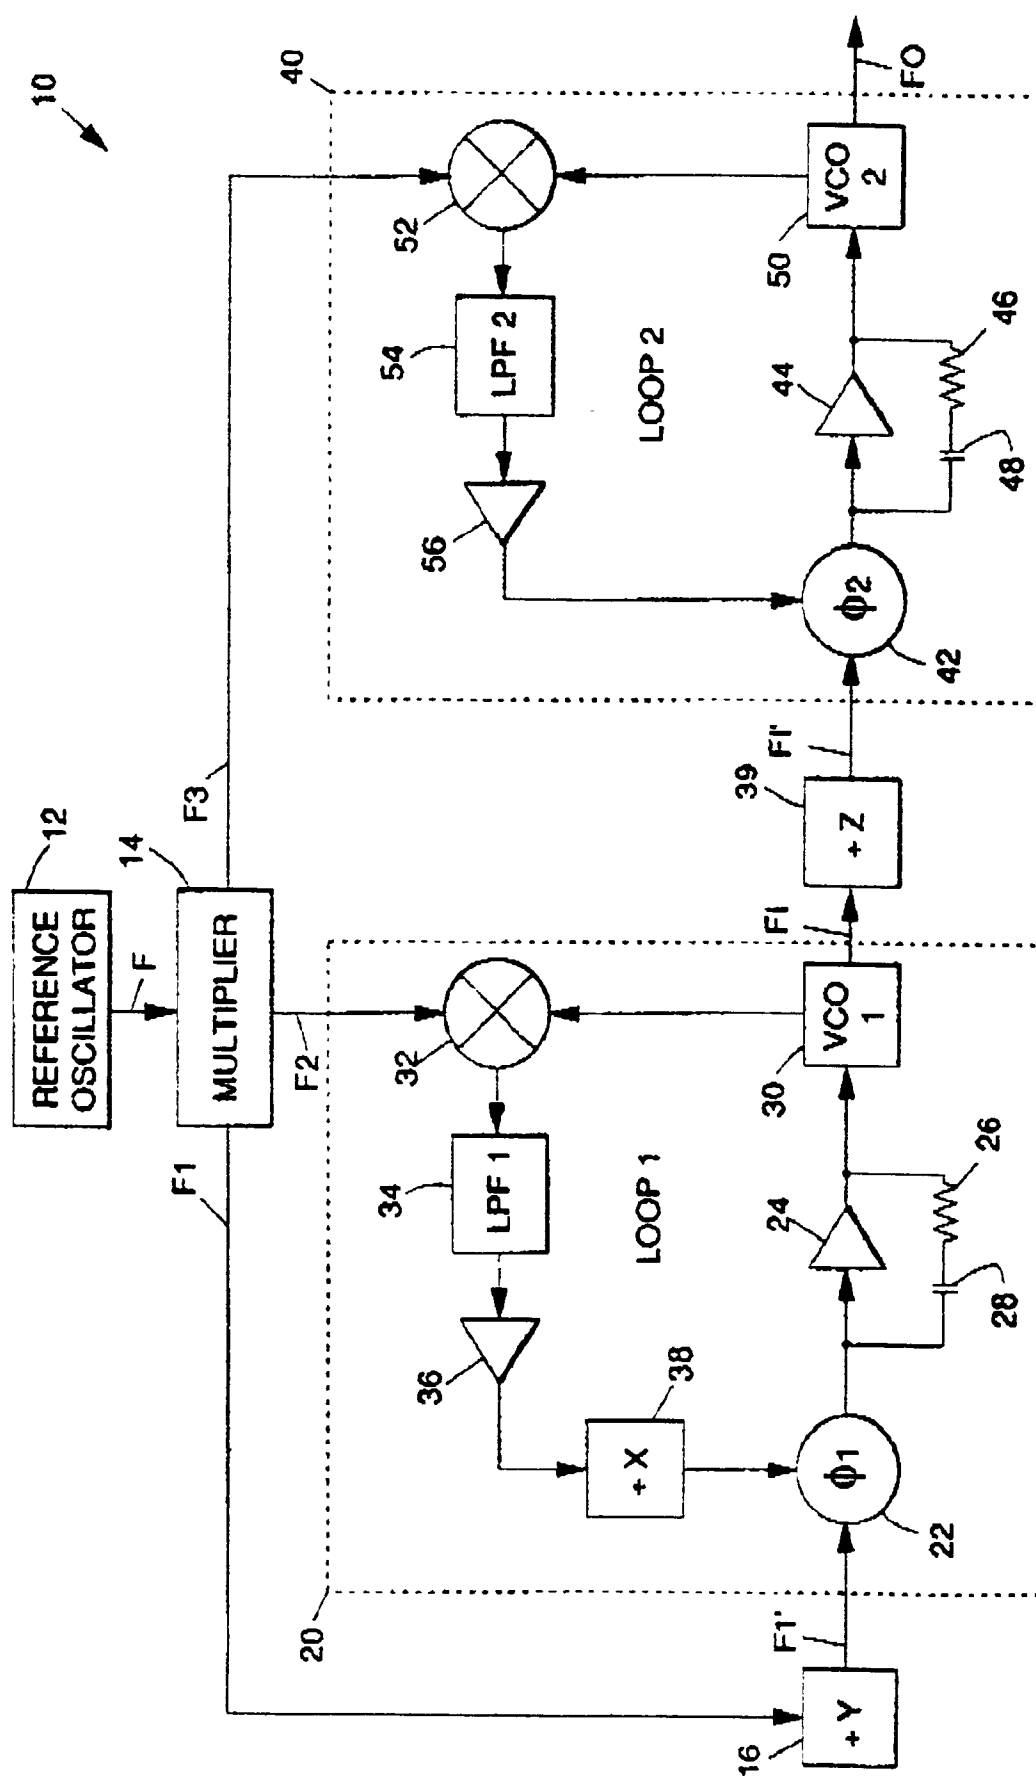 10
REFERENCE
OSCILLATOR
12
F
MULTIPLIER
14
F1
F2
F3
20
32
LPF 1
34
36
+ X
38
LOOP 1
+ Y
16
F1'
ϕ1
22
24
26
28
VCO
1
30
FI
+ Z
39
FI'
40
52
LPF 2
54
56
LOOP 2
ϕ2
42
44
46
48
VCO
2
50
FO